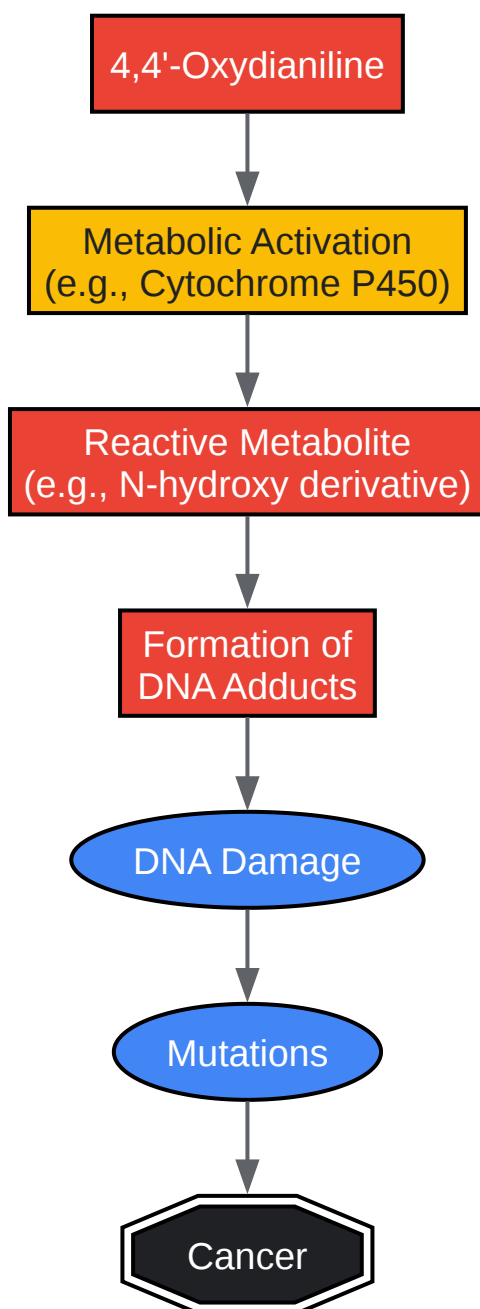 4,4'-Oxydianiline
Metabolic Activation
(e.g., Cytochrome P450)
Reactive Metabolite
(e.g., N-hydroxy derivative)
Formation of
DNA Adducts
DNA Damage
Mutations
Cancer